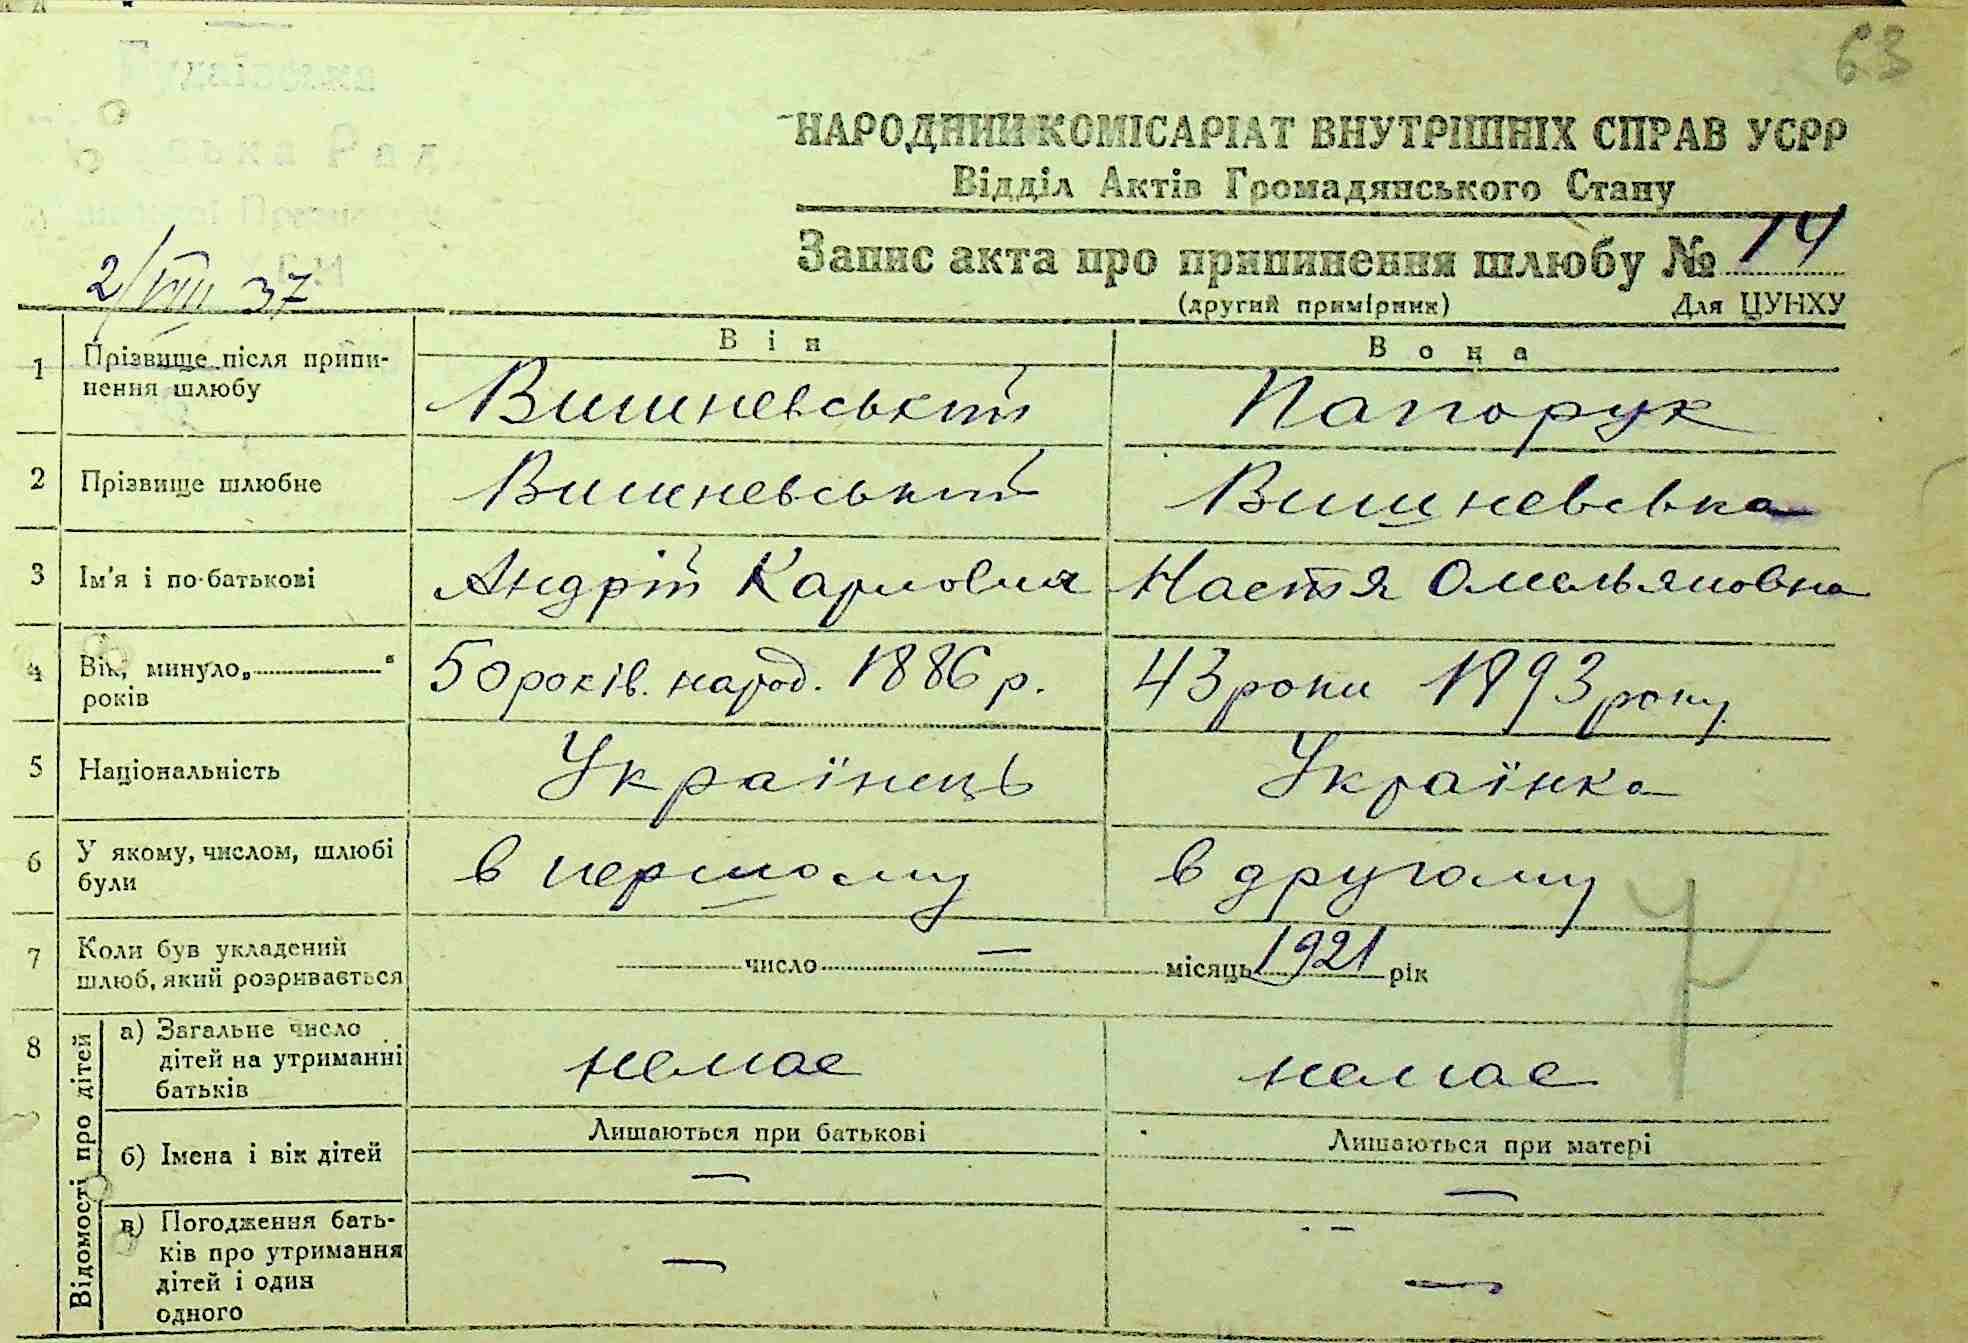 63
НАРОДНИЙ КОМІСАРІАТ ВНУТРІШНІХ СПРАВ УСРР
Відділ Актів Громадянського Стану
Запис акта про припинення шлюбу № 14
(другий примірник) Для ЦУНХУ
2/VIII 37
Він Вона
1 Прізвище після припи-
нення шлюбу
Вишневський Папорук
2 Прізвище шлюбне Вишневський Вишневська
3 Ім'я і по-батькові Андрій Карлович Настя Омельяновна
4 Вік, минуло „ “
років
50 років. народ. 1886 р. 43 роки 1893 року
5 Національність Українець Українка
6 У якому, числом, шлюбі
були
в першому в другому
7 Коли був укладений
шлюб, який розривається
число — місяць 1921 рік
8 Відомості про дітей
а) Загальне число
дітей на утриманні
батьків
немає немає
б) Імена і вік дітей
Лишаються при батькові Лишаються при матері
— —
в) Погодження бать-
ків про утримання
дітей і один
одного
— —